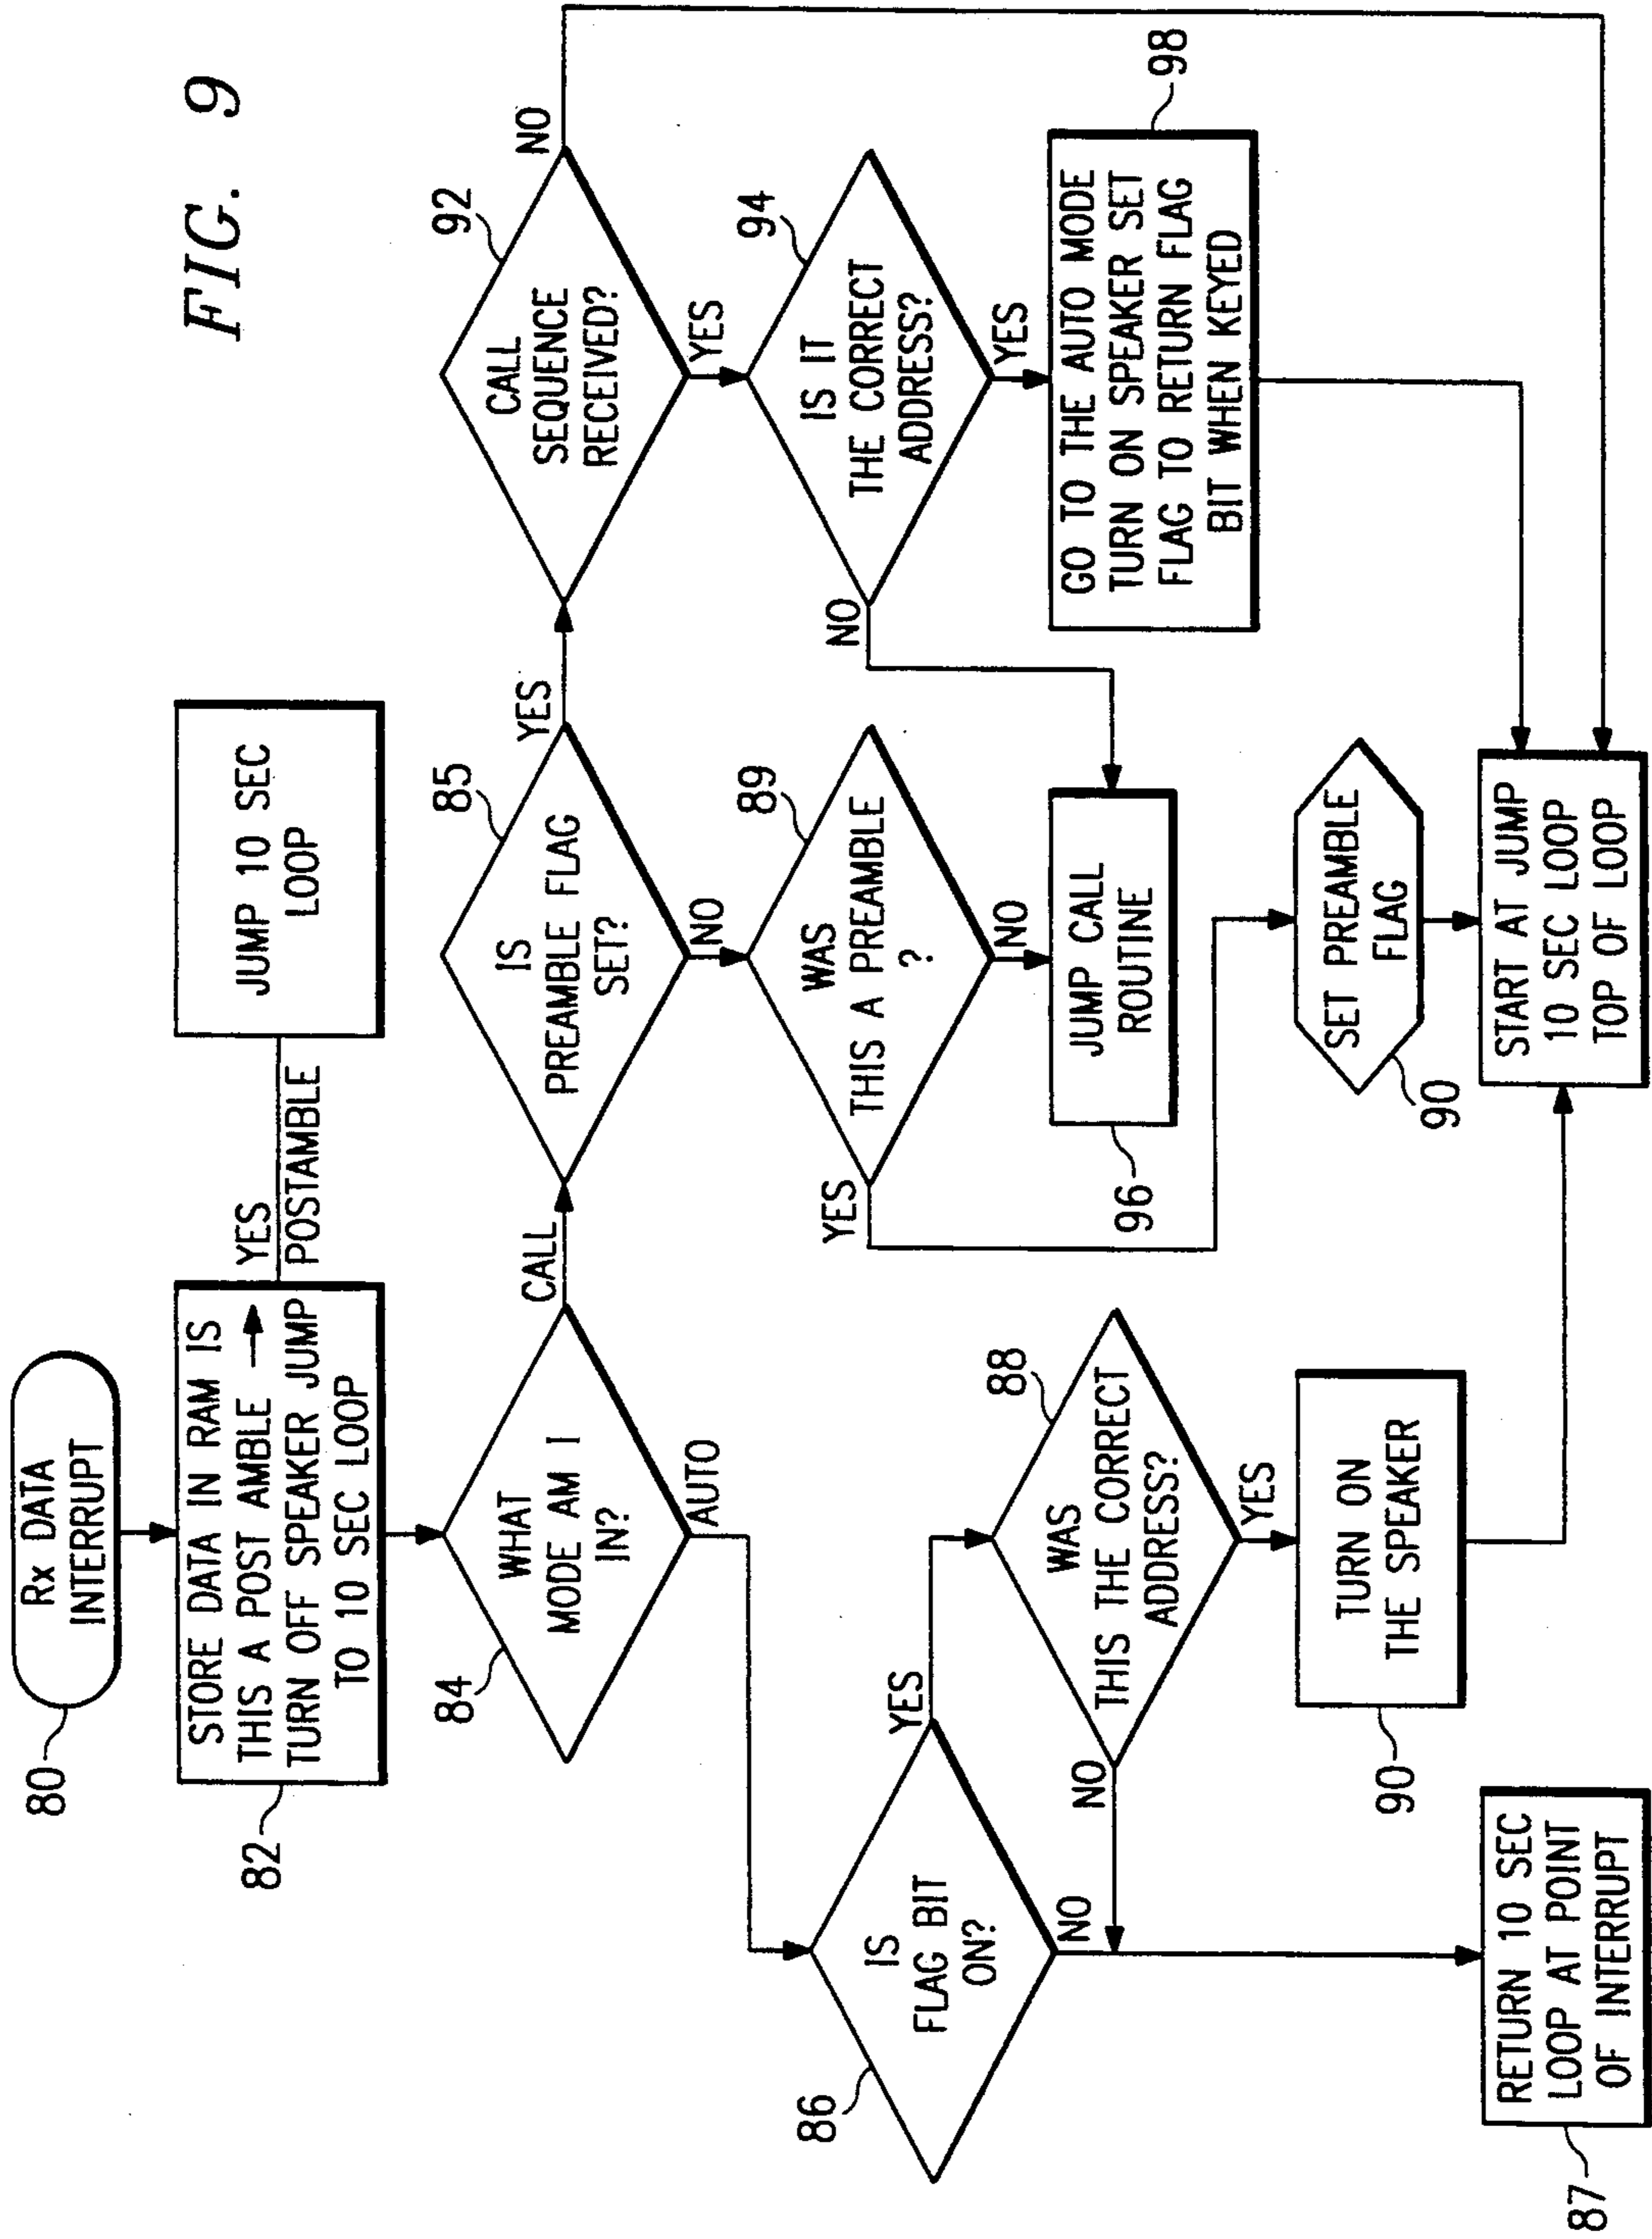 FIG. 9
80
Rx DATA
INTERRUPT
82
STORE DATA IN RAM IS
THIS A POST AMBLE →
TURN OFF SPEAKER JUMP
TO 10 SEC LOOP
YES
POSTAMBLE
JUMP 10 SEC
LOOP
84
WHAT
MODE AM I
IN?
CALL
AUTO
85
IS
PREAMBLE FLAG
SET?
YES
NO
92
CALL
SEQUENCE
RECEIVED?
NO
YES
86
IS
FLAG BIT
ON?
YES
NO
88
WAS
THIS THE CORRECT
ADDRESS?
NO
YES
89
WAS
THIS A PREAMBLE
?
YES
NO
94
IS IT
THE CORRECT
ADDRESS?
NO
YES
96
JUMP CALL
ROUTINE
98
GO TO THE AUTO MODE
TURN ON SPEAKER SET
FLAG TO RETURN FLAG
BIT WHEN KEYED
90
TURN ON
THE SPEAKER
90
SET PREAMBLE
FLAG
87
RETURN 10 SEC
LOOP AT POINT
OF INTERRUPT
START AT JUMP
10 SEC LOOP
TOP OF LOOP